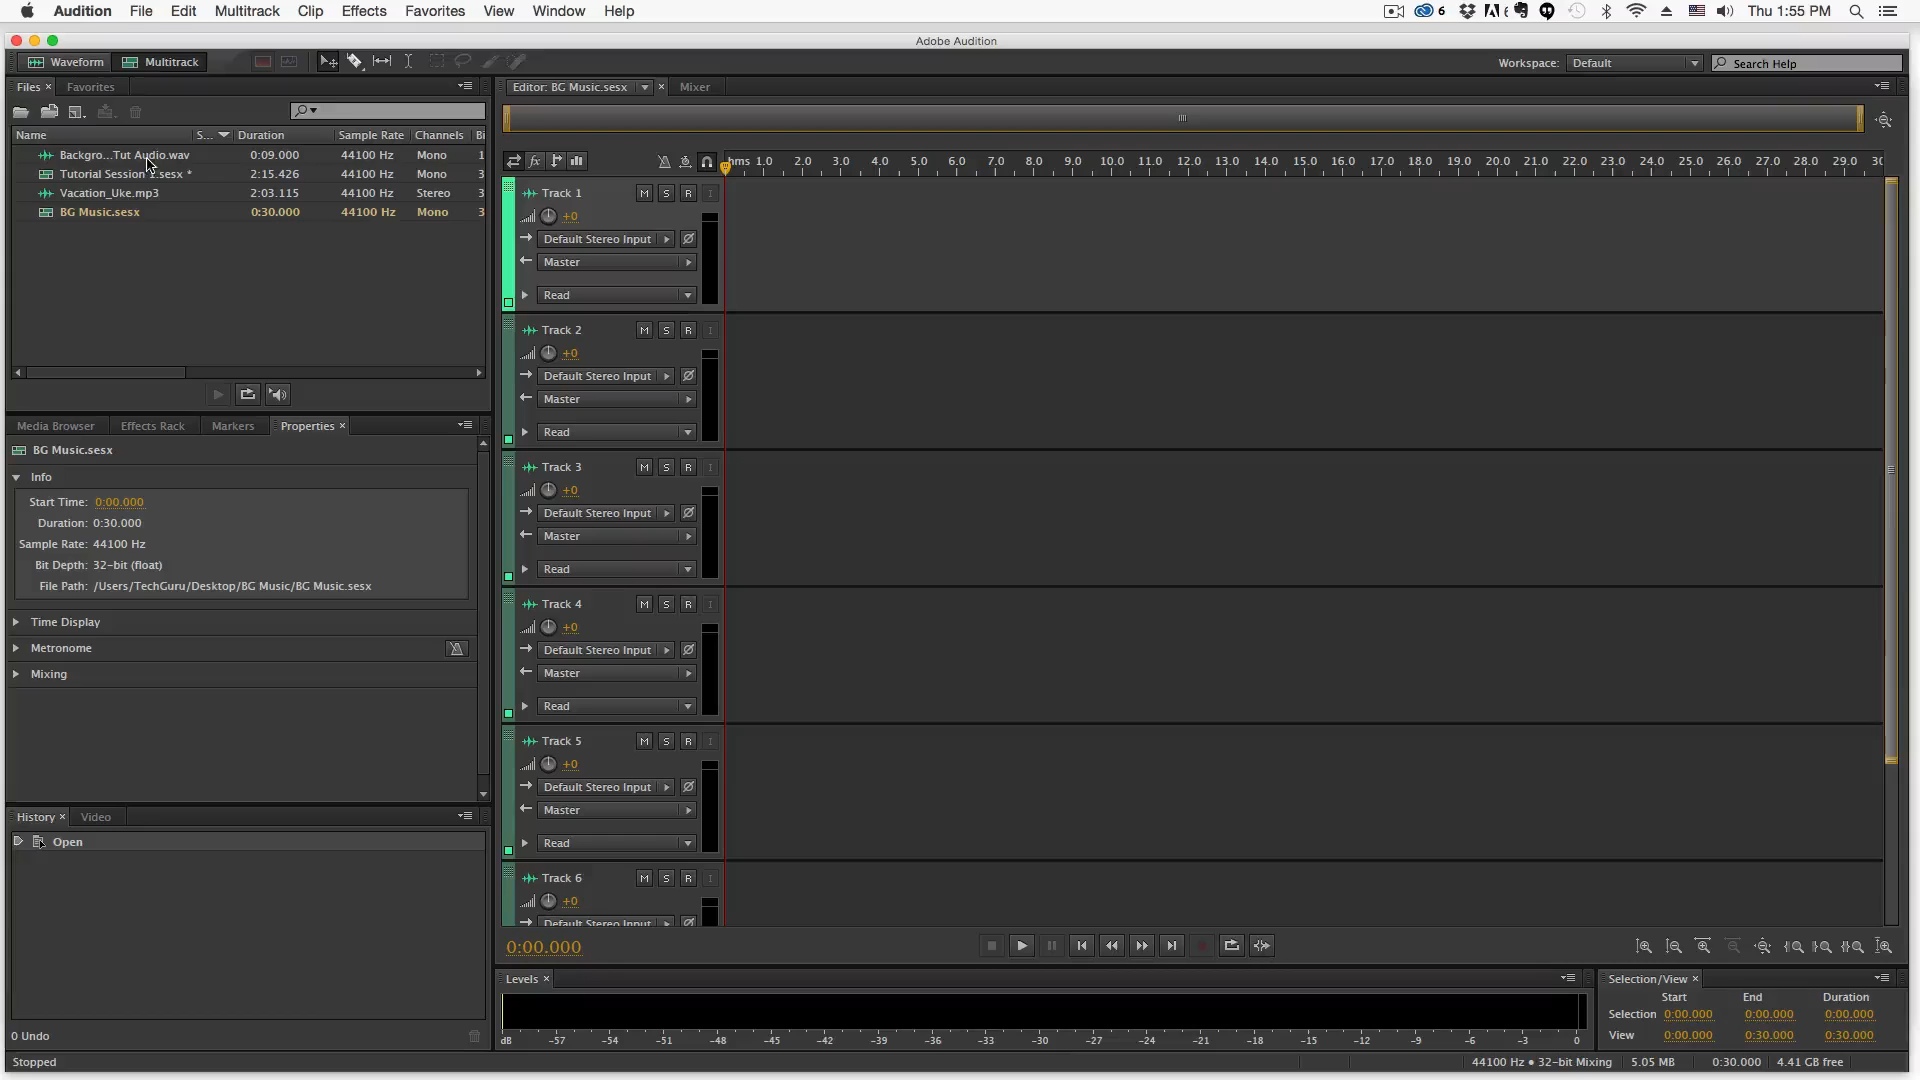 Audition File Edit Multitrack Clip Effects Favorites View Window Help 6 Thu 1:55 PM
Adobe Audition
Waveform Multitrack Workspace: Default Search Help
Files × Favorites Editor: BG Music.sesx × Mixer
Name S... Duration Sample Rate Channels Bi
Backgro...Tut Audio.wav 0:09.000 44100 Hz Mono 1
Tutorial Session .sesx * 2:15.426 44100 Hz Mono 3
Vacation_Uke.mp3 2:03.115 44100 Hz Stereo 3
BG Music.sesx 0:30.000 44100 Hz Mono 3
fx hms 1.0 2.0 3.0 4.0 5.0 6.0 7.0 8.0 9.0 10.0 11.0 12.0 13.0 14.0 15.0 16.0 17.0 18.0 19.0 20.0 21.0 22.0 23.0 24.0 25.0 26.0 27.0 28.0 29.0 30
Track 1 M S R I
+0
Default Stereo Input
Master
Read
Track 2 M S R I
+0
Default Stereo Input
Master
Read
Track 3 M S R I
+0
Default Stereo Input
Master
Read
Track 4 M S R I
+0
Default Stereo Input
Master
Read
Track 5 M S R I
+0
Default Stereo Input
Master
Read
Track 6 M S R I
+0
Default Stereo Input
Media Browser Effects Rack Markers Properties ×
BG Music.sesx
Info
Start Time: 0:00.000
Duration: 0:30.000
Sample Rate: 44100 Hz
Bit Depth: 32-bit (float)
File Path: /Users/TechGuru/Desktop/BG Music/BG Music.sesx
Time Display
Metronome
Mixing
History × Video
Open
0 Undo
Stopped
0:00.000
Levels ×
dB -57 -54 -51 -48 -45 -42 -39 -36 -33 -30 -27 -24 -21 -18 -15 -12 -9 -6 -3 0
Selection/View ×
Start End Duration
Selection 0:00.000 0:00.000 0:00.000
View 0:00.000 0:30.000 0:30.000
44100 Hz • 32-bit Mixing 5.05 MB 0:30.000 4.41 GB free